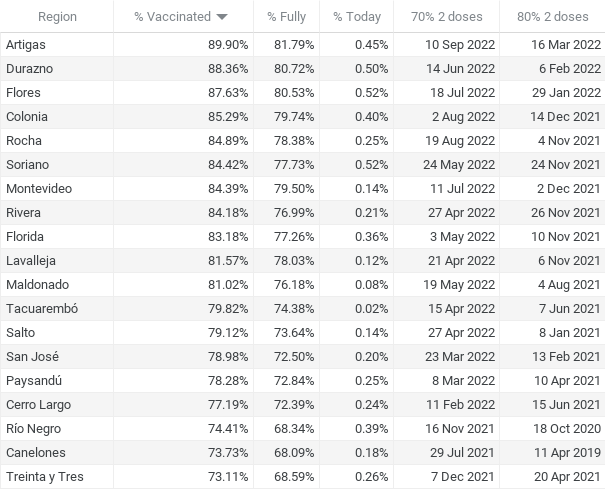 Region % Vaccinated % Fully % Today 70% 2 doses 80% 2 doses
Artigas 89.90% 81.79% 0.45% 10 Sep 2022 16 Mar 2022
Durazno 88.36% 80.72% 0.50% 14 Jun 2022 6 Feb 2022
Flores 87.63% 80.53% 0.52% 18 Jul 2022 29 Jan 2022
Colonia 85.29% 79.74% 0.40% 2 Aug 2022 14 Dec 2021
Rocha 84.89% 78.38% 0.25% 19 Aug 2022 4 Nov 2021
Soriano 84.42% 77.73% 0.52% 24 May 2022 24 Nov 2021
Montevideo 84.39% 79.50% 0.14% 11 Jul 2022 2 Dec 2021
Rivera 84.18% 76.99% 0.21% 27 Apr 2022 26 Nov 2021
Florida 83.18% 77.26% 0.36% 3 May 2022 10 Nov 2021
Lavalleja 81.57% 78.03% 0.12% 21 Apr 2022 6 Nov 2021
Maldonado 81.02% 76.18% 0.08% 19 May 2022 4 Aug 2021
Tacuarembó 79.82% 74.38% 0.02% 15 Apr 2022 7 Jun 2021
Salto 79.12% 73.64% 0.14% 27 Apr 2022 8 Jan 2021
San José 78.98% 72.50% 0.20% 23 Mar 2022 13 Feb 2021
Paysandú 78.28% 72.84% 0.25% 8 Mar 2022 10 Apr 2021
Cerro Largo 77.19% 72.39% 0.24% 11 Feb 2022 15 Jun 2021
Río Negro 74.41% 68.34% 0.39% 16 Nov 2021 18 Oct 2020
Canelones 73.73% 68.09% 0.18% 29 Jul 2021 11 Apr 2019
Treinta y Tres 73.11% 68.59% 0.26% 7 Dec 2021 20 Apr 2021